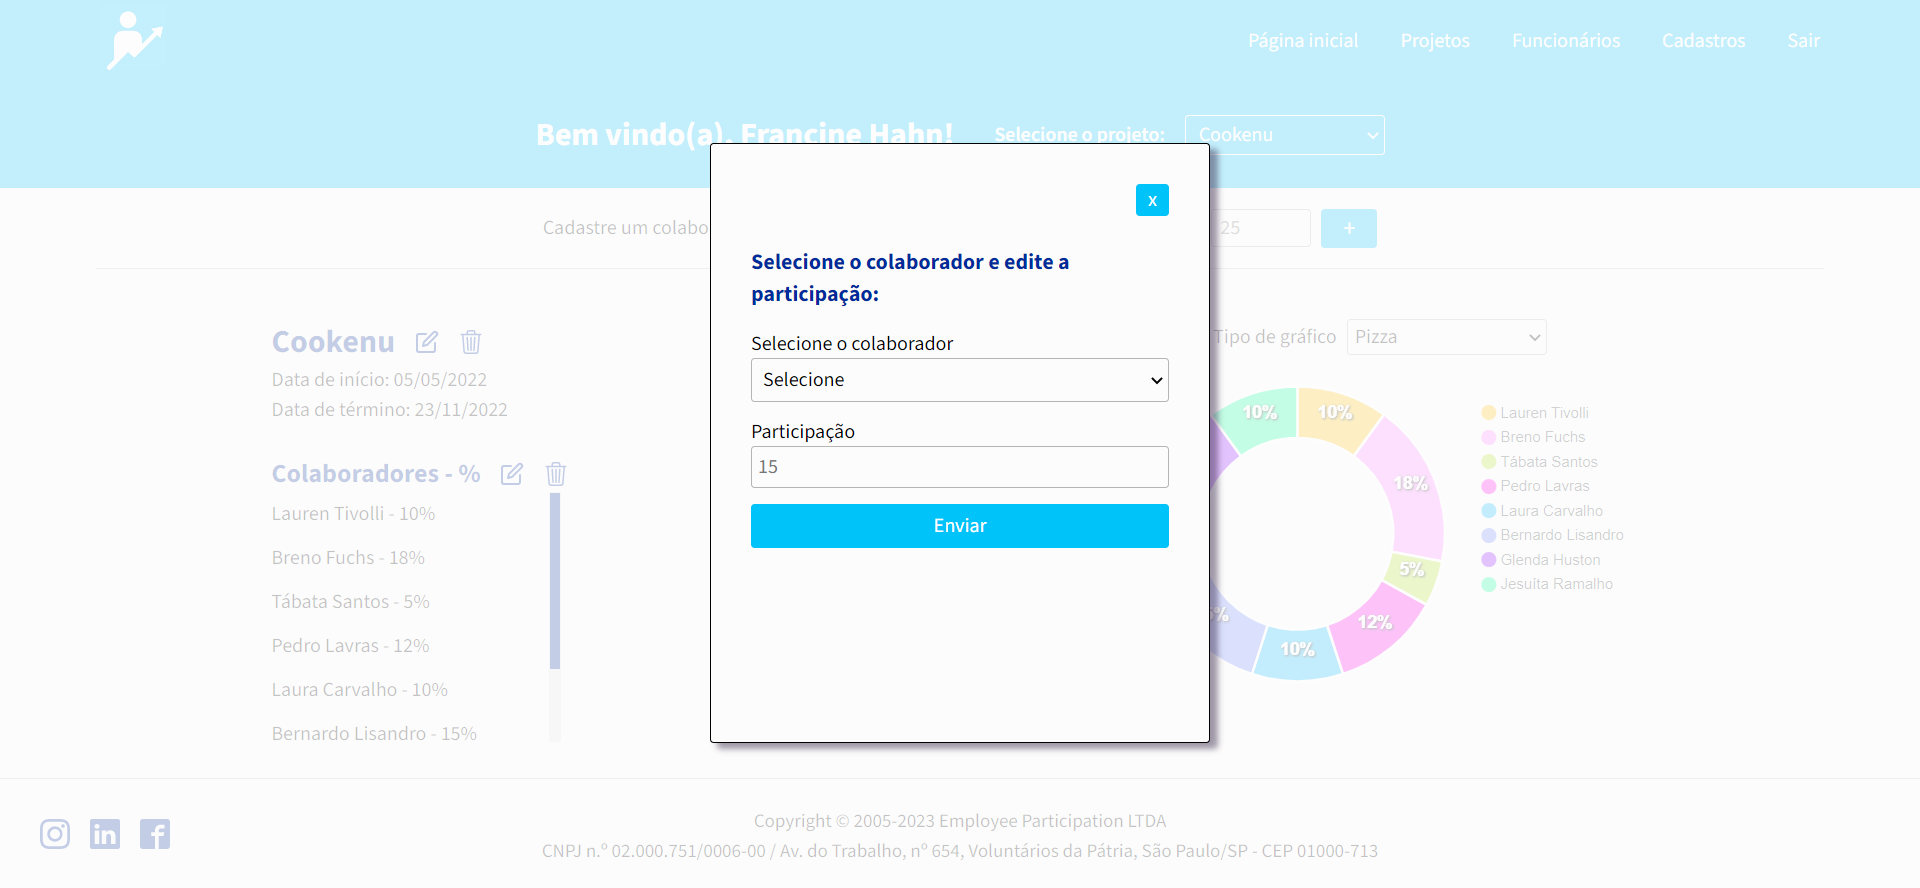 Página inicial
Projetos
Funcionários
Cadastros
Sair
Bem vindo(a), Francine Hahn!
Selecione o projeto:
Cookenu
Cadastre um colabo
25
+
x
Selecione o colaborador e edite a
participação:
Selecione o colaborador
Selecione
Participação
15
Enviar
Cookenu
Data de início: 05/05/2022
Data de término: 23/11/2022
Colaboradores - %
Lauren Tivolli - 10%
Breno Fuchs - 18%
Tábata Santos - 5%
Pedro Lavras - 12%
Laura Carvalho - 10%
Bernardo Lisandro - 15%
Tipo de gráfico
Pizza
10%
10%
18%
5%
12%
10%
5%
Lauren Tivolli
Breno Fuchs
Tábata Santos
Pedro Lavras
Laura Carvalho
Bernardo Lisandro
Glenda Huston
Jesuíta Ramalho
in
Copyright © 2005-2023 Employee Participation LTDA
CNPJ n.º 02.000.751/0006-00 / Av. do Trabalho, nº 654, Voluntários da Pátria, São Paulo/SP - CEP 01000-713